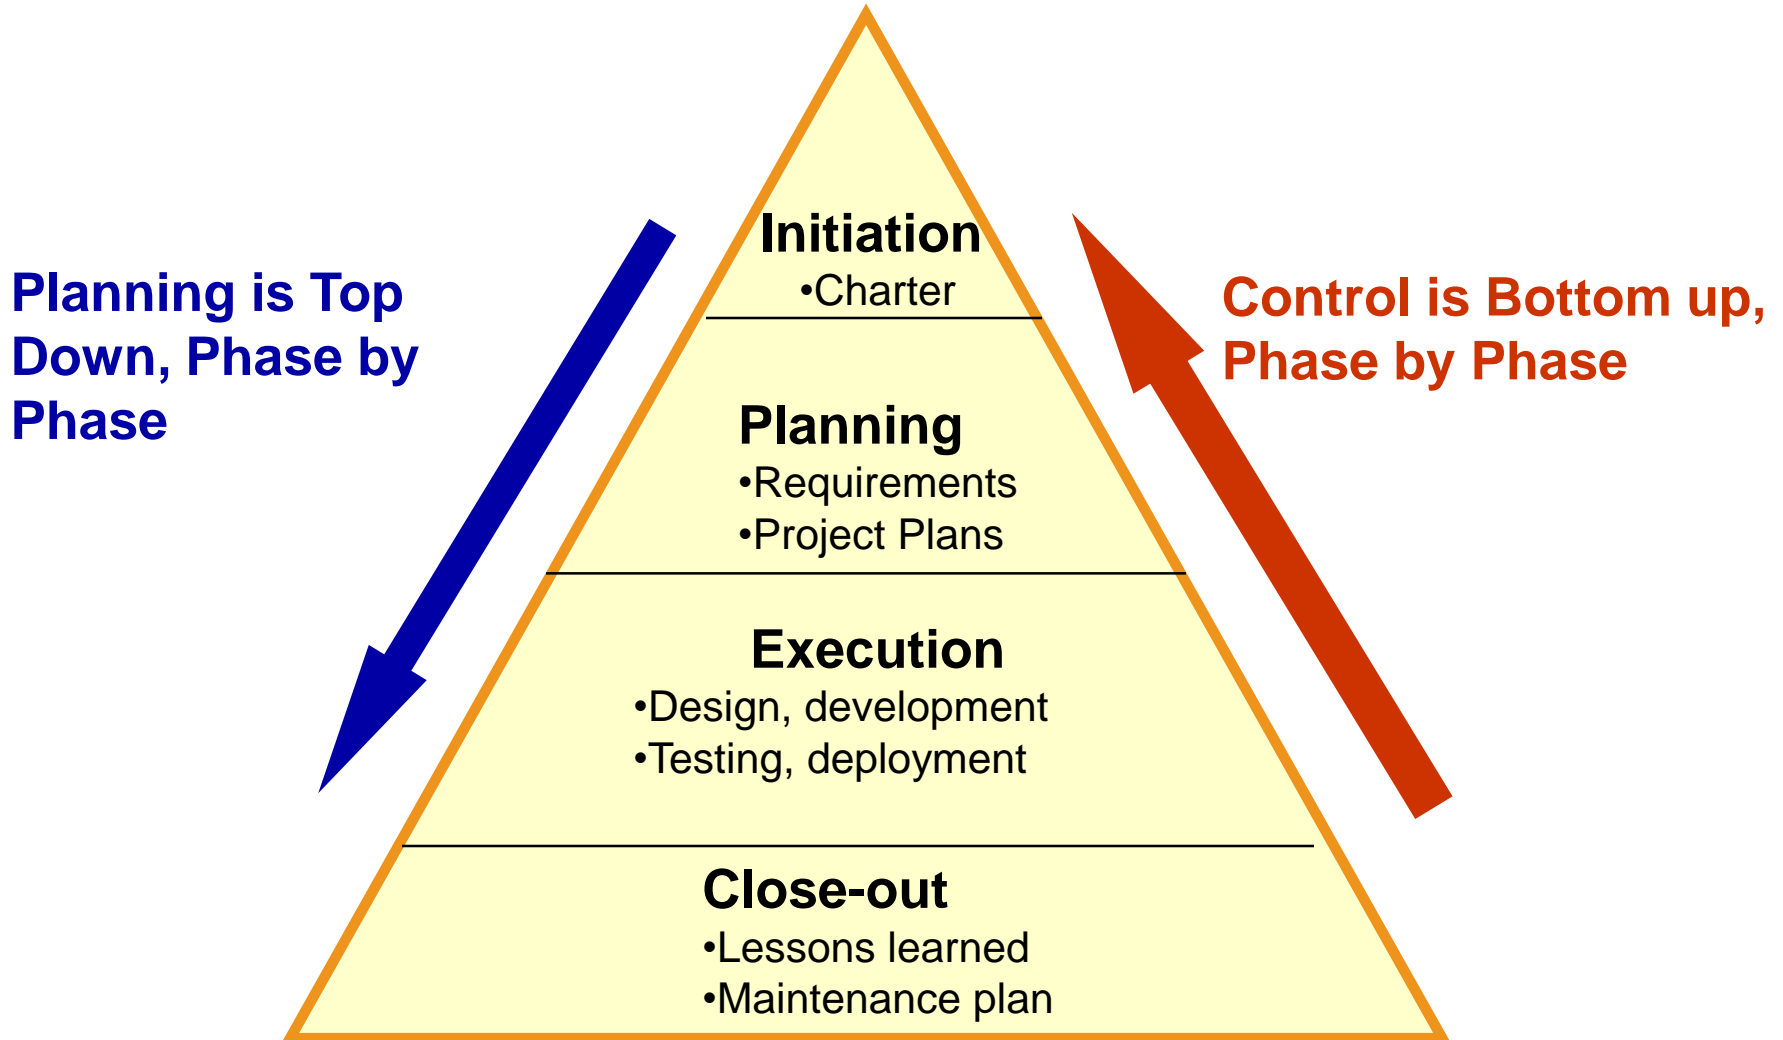 Planning is Top
Down, Phase by
Phase
Initiation
•Charter
Planning
•Requirements
•Project Plans
Execution
•Design, development
•Testing, deployment
Close-out
•Lessons learned
•Maintenance plan
Control is Bottom up,
Phase by Phase